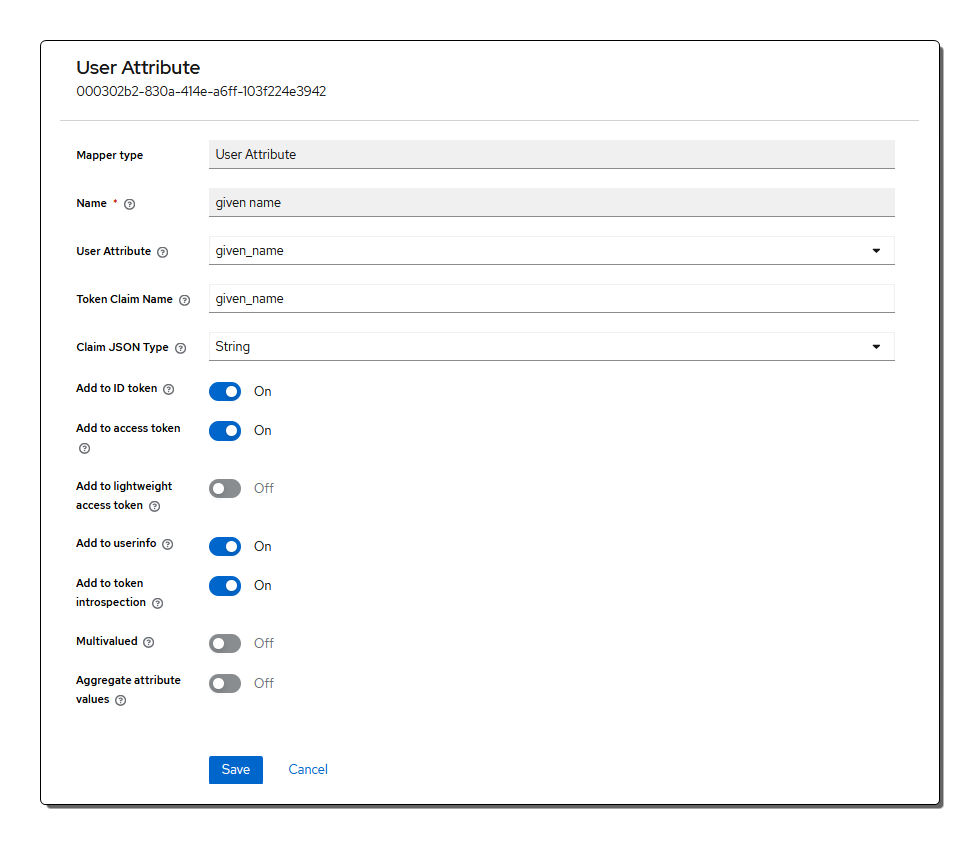 User Attribute
000302b2-830a-414e-a6ff-103f224e3942
Mapper type
User Attribute
Name *
given name
User Attribute
given_name
Token Claim Name
given_name
Claim JSON Type
String
Add to ID token
On
Add to access token
On
Add to lightweight
access token
Off
Add to userinfo
On
Add to token
introspection
On
Multivalued
Off
Aggregate attribute
values
Off
Save
Cancel